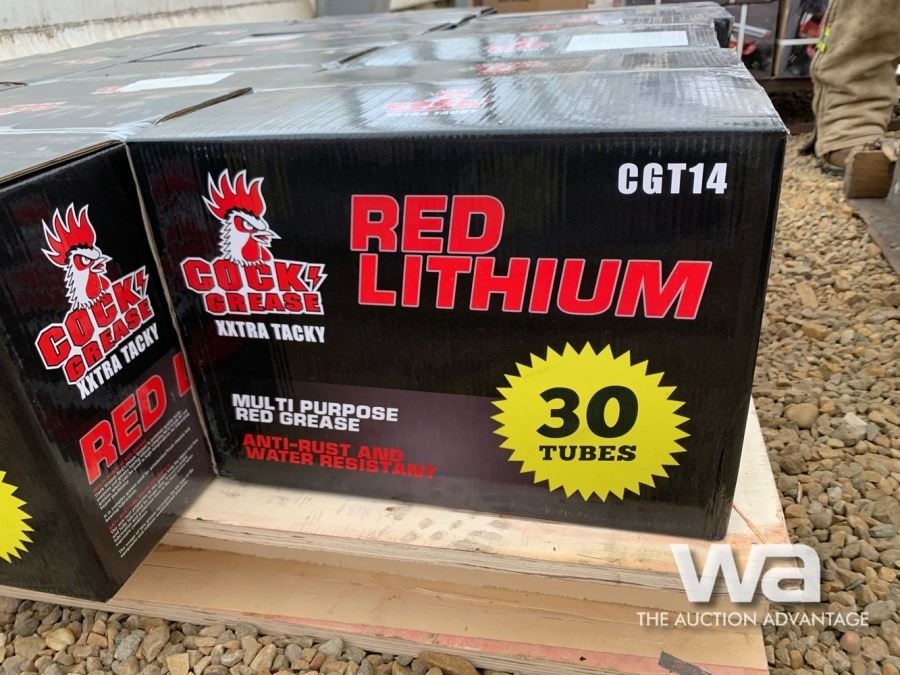 CGT14
COCK
GREASE
XXTRA TACKY
RED
LITHIUM
MULTI PURPOSE
RED GREASE
ANTI-RUST AND
WATER RESISTANT
30
TUBES
COCK
GREASE
XXTRA TACKY
RED L
wa
THE AUCTION ADVANTAGE